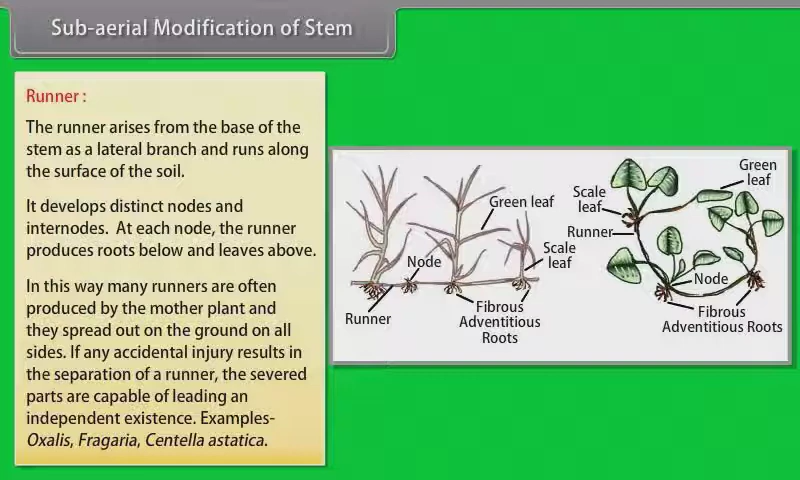 Sub-aerial Modification of Stem
Runner :
The runner arises from the base of the
stem as a lateral branch and runs along
the surface of the soil.
It develops distinct nodes and
internodes. At each node, the runner
produces roots below and leaves above.
In this way many runners are often
produced by the mother plant and
they spread out on the ground on all
sides. If any accidental injury results in
the separation of a runner, the severed
parts are capable of leading an
independent existence. Examples-
Oxalis, Fragaria, Centella astatica.
Green leaf
Node
Scale
leaf
Runner
Fibrous
Adventitious
Roots
Green
leaf
Scale
leaf
Runner
Node
Fibrous
Adventitious Roots